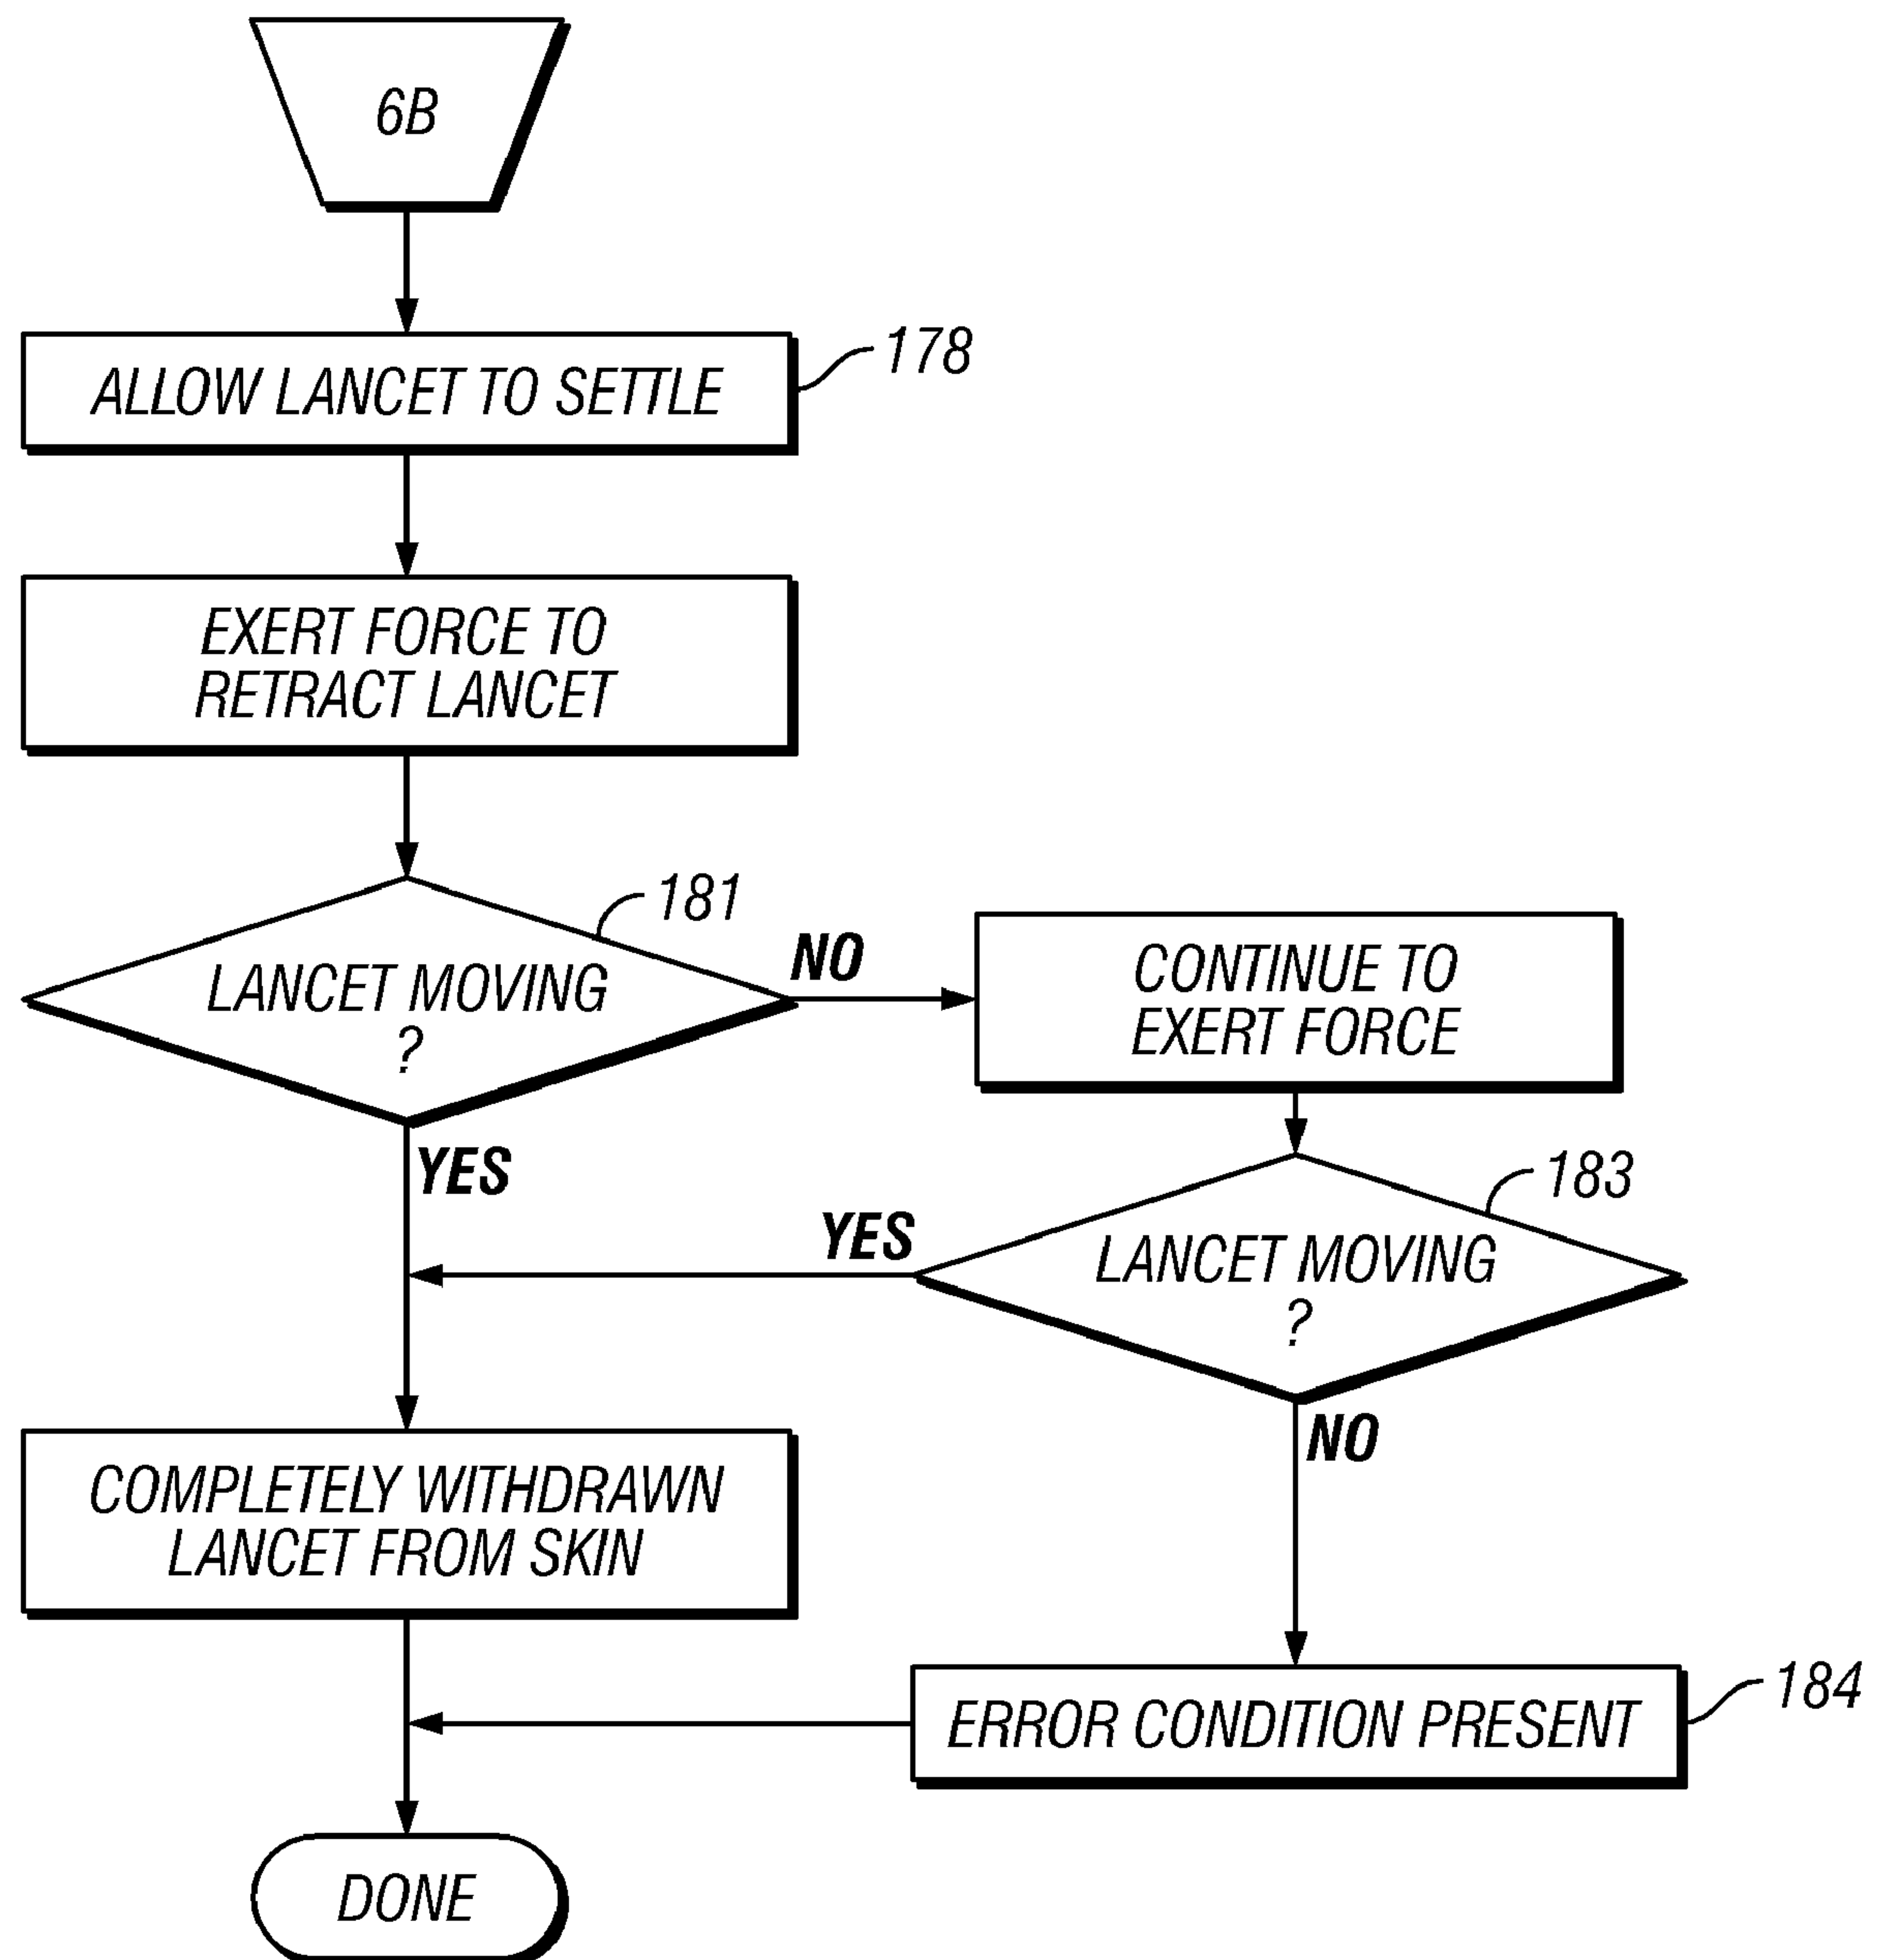 6B
ALLOW LANCET TO SETTLE
178
EXERT FORCE TO
RETRACT LANCET
181
LANCET MOVING
?
NO
YES
CONTINUE TO
EXERT FORCE
183
LANCET MOVING
?
YES
NO
COMPLETELY WITHDRAWN
LANCET FROM SKIN
ERROR CONDITION PRESENT
184
DONE